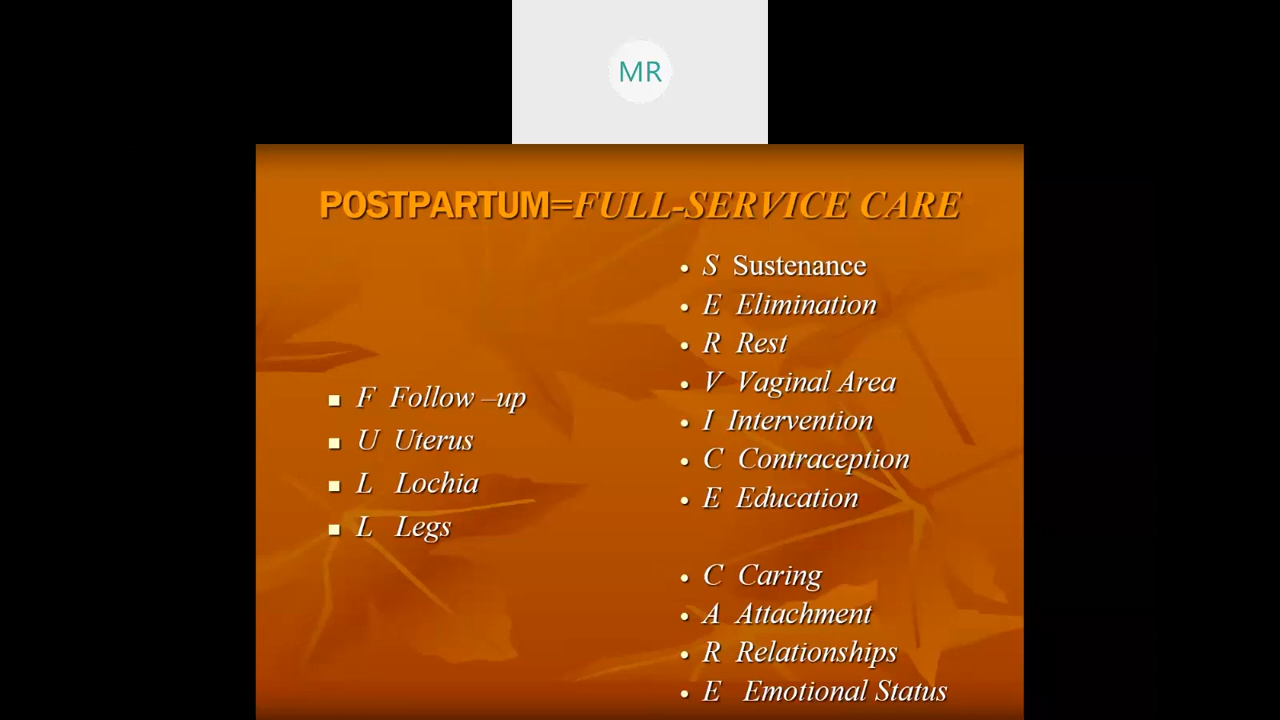 MR
POSTPARTUM=FULL-SERVICE CARE
F Follow –up
U Uterus
L Lochia
L Legs
S Sustenance
E Elimination
R Rest
V Vaginal Area
I Intervention
C Contraception
E Education
C Caring
A Attachment
R Relationships
E Emotional Status